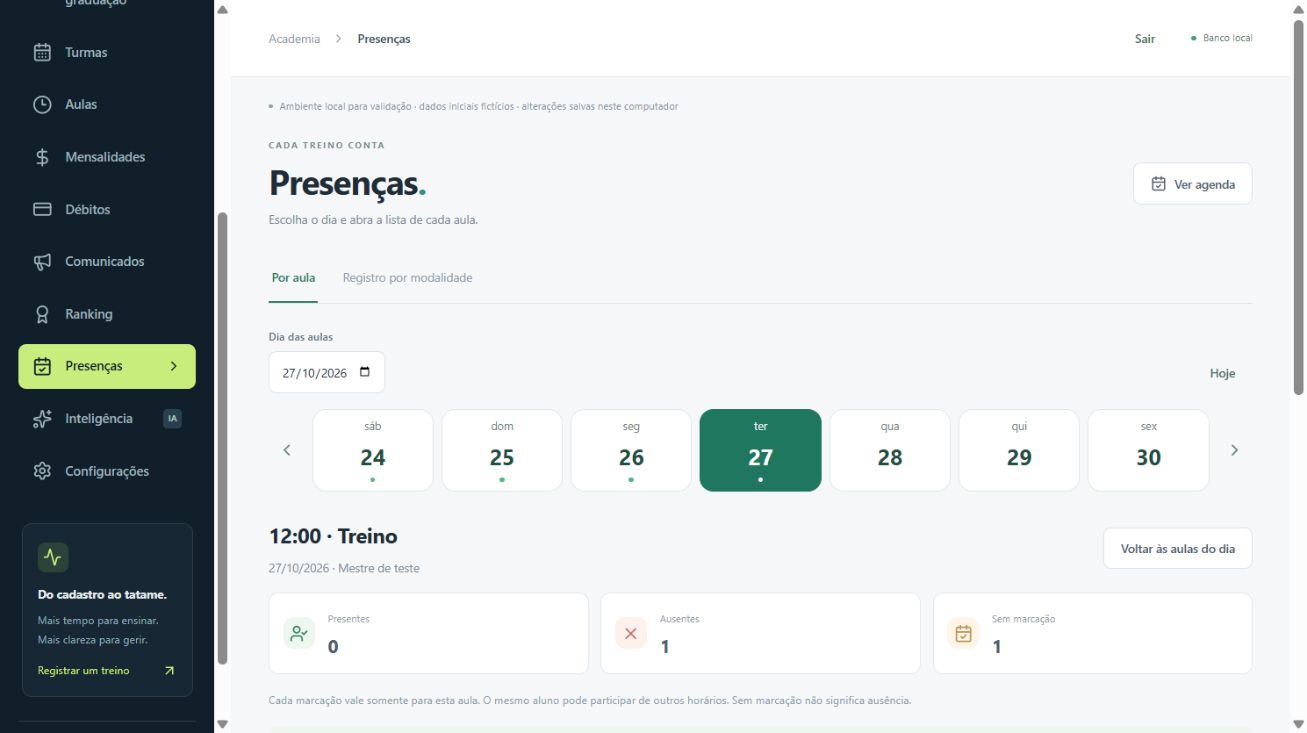 graduação
Turmas
Aulas
Mensalidades
Débitos
Comunicados
Ranking
Presenças
Inteligência IA
Configurações
Do cadastro ao tatame.
Mais tempo para ensinar.
Mais clareza para gerir.
Registrar um treino
Academia > Presenças
Sair
Banco local
Ambiente local para validação · dados iniciais fictícios · alterações salvas neste computador
CADA TREINO CONTA
Presenças.
Ver agenda
Escolha o dia e abra a lista de cada aula.
Por aula
Registro por modalidade
Dia das aulas
27/10/2026
Hoje
sáb
24
dom
25
seg
26
ter
27
qua
28
qui
29
sex
30
12:00 · Treino
27/10/2026 · Mestre de teste
Voltar às aulas do dia
Presentes
0
Ausentes
1
Sem marcação
1
Cada marcação vale somente para esta aula. O mesmo aluno pode participar de outros horários. Sem marcação não significa ausência.